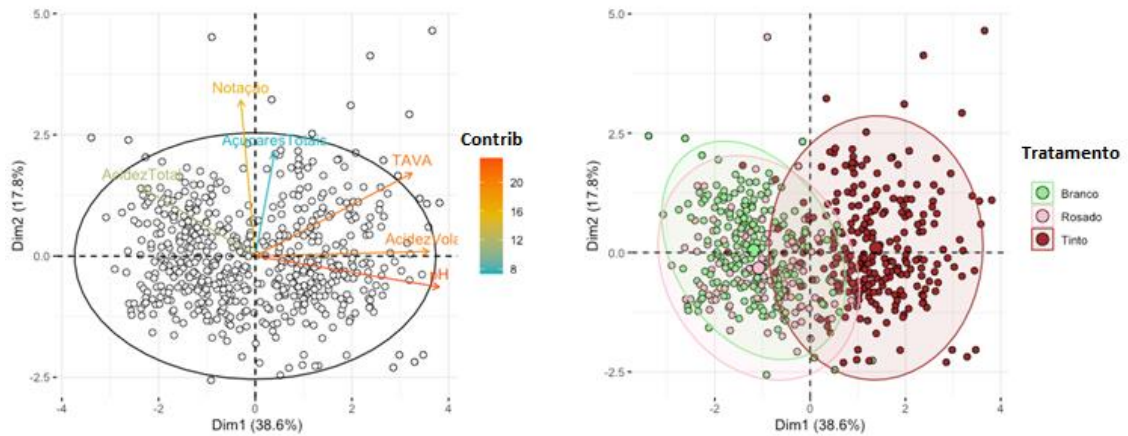 5.0
2.5
0.0
-2.5
Dim2 (17.8%)
Notação
AçúcaresTotais
TAVA
AcidezTotal
AcidezVola
pH
-4
-2
0
2
4
Dim1 (38.6%)
Contrib
20
16
12
8
5.0
2.5
0.0
-2.5
Dim2 (17.8%)
-2
0
2
4
Dim1 (38.6%)
Tratamento
Branco
Rosado
Tinto